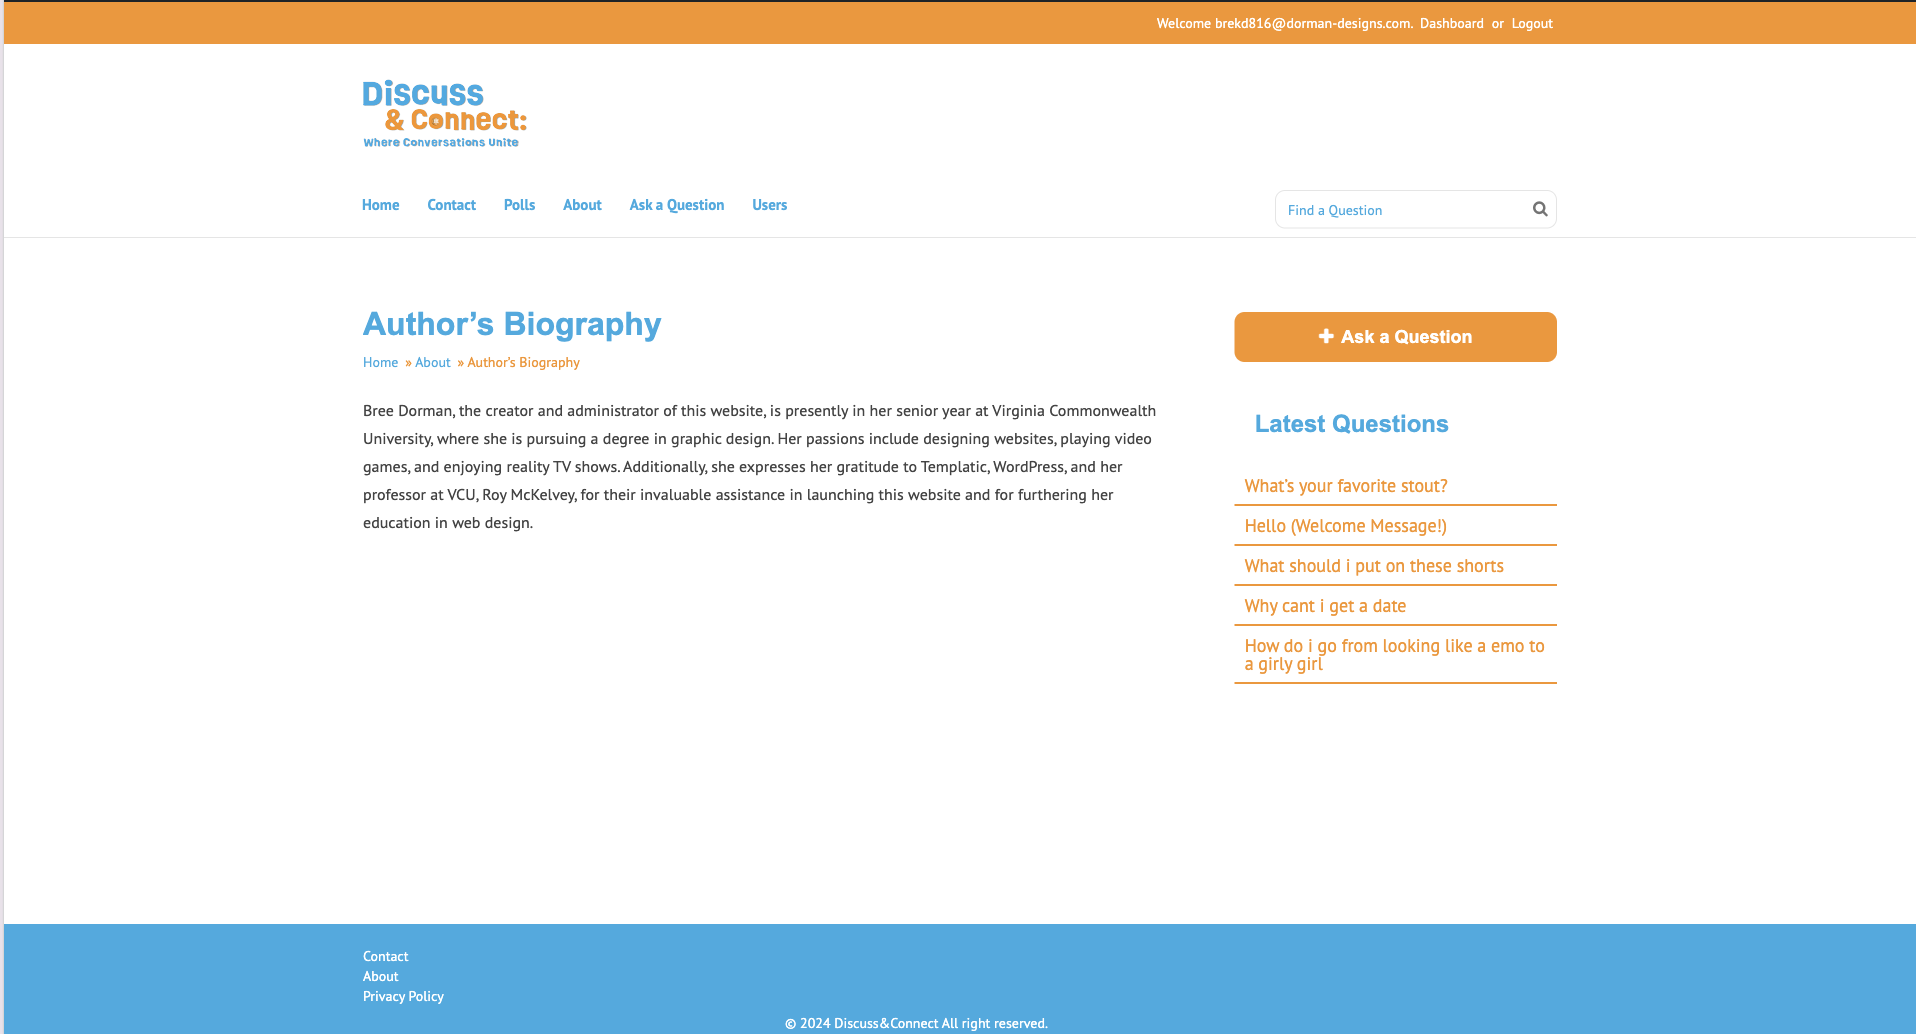 Welcome brekd816@dorman-designs.com. Dashboard or Logout
Discuss
& Connect:
Where Conversations Unite
Home Contact Polls About Ask a Question Users
Find a Question
Author’s Biography
Home » About » Author’s Biography
Bree Dorman, the creator and administrator of this website, is presently in her senior year at Virginia Commonwealth
University, where she is pursuing a degree in graphic design. Her passions include designing websites, playing video
games, and enjoying reality TV shows. Additionally, she expresses her gratitude to Templatic, WordPress, and her
professor at VCU, Roy McKelvey, for their invaluable assistance in launching this website and for furthering her
education in web design.
Ask a Question
Latest Questions
What’s your favorite stout?
Hello (Welcome Message!)
What should i put on these shorts
Why cant i get a date
How do i go from looking like a emo to
a girly girl
Contact
About
Privacy Policy
© 2024 Discuss&Connect All right reserved.